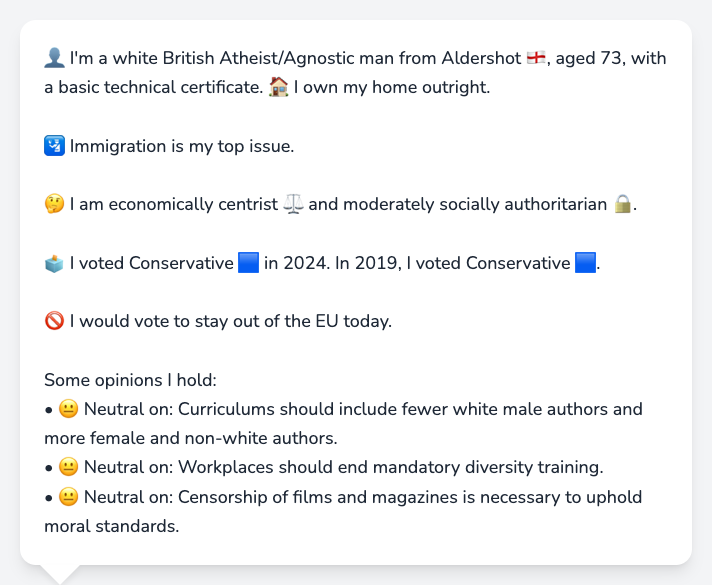 👤 I'm a white British Atheist/Agnostic man from Aldershot 🏴󠁧󠁢󠁥󠁮󠁧󠁿, aged 73, with
a basic technical certificate. 🏠 I own my home outright.
🛂 Immigration is my top issue.
🤔 I am economically centrist ⚖️ and moderately socially authoritarian 🔒.
🗳️ I voted Conservative 🟦 in 2024. In 2019, I voted Conservative 🟦.
🚫 I would vote to stay out of the EU today.
Some opinions I hold:
• 😐 Neutral on: Curriculums should include fewer white male authors and
more female and non-white authors.
• 😐 Neutral on: Workplaces should end mandatory diversity training.
• 😐 Neutral on: Censorship of films and magazines is necessary to uphold
moral standards.